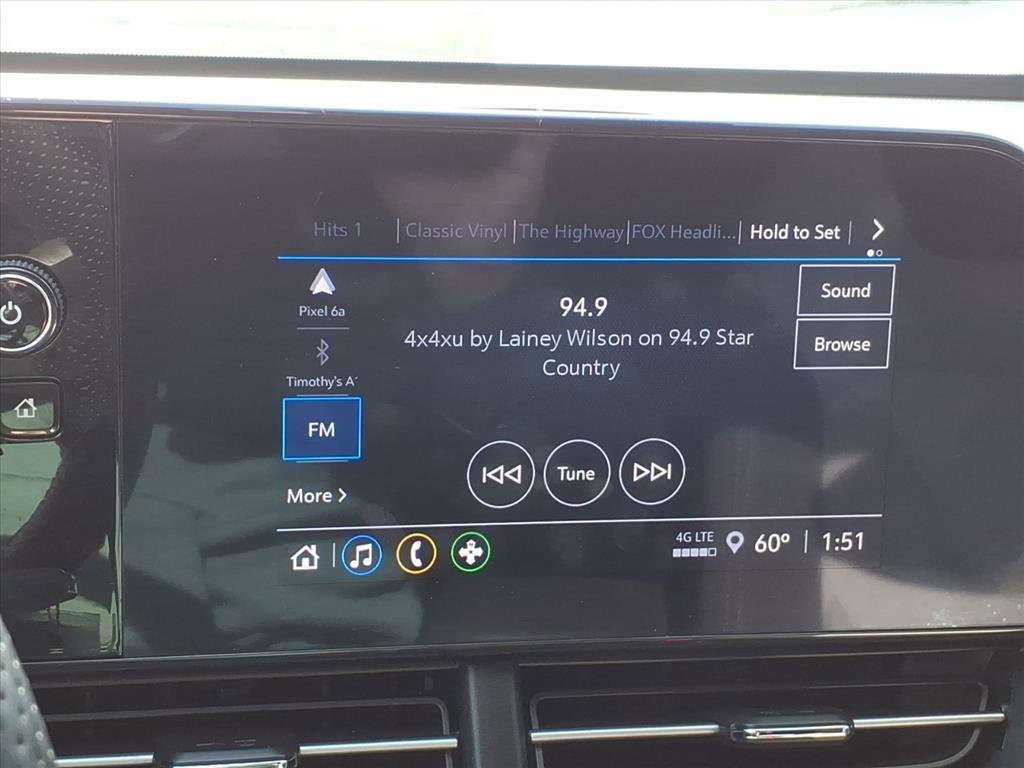 Hits 1 Classic Vinyl The Highway FOX Headli... Hold to Set
Pixel 6a
Timothy's A
FM
More
94.9
4x4xu by Lainey Wilson on 94.9 Star
Country
Sound
Browse
Tune
4G LTE 60° 1:51